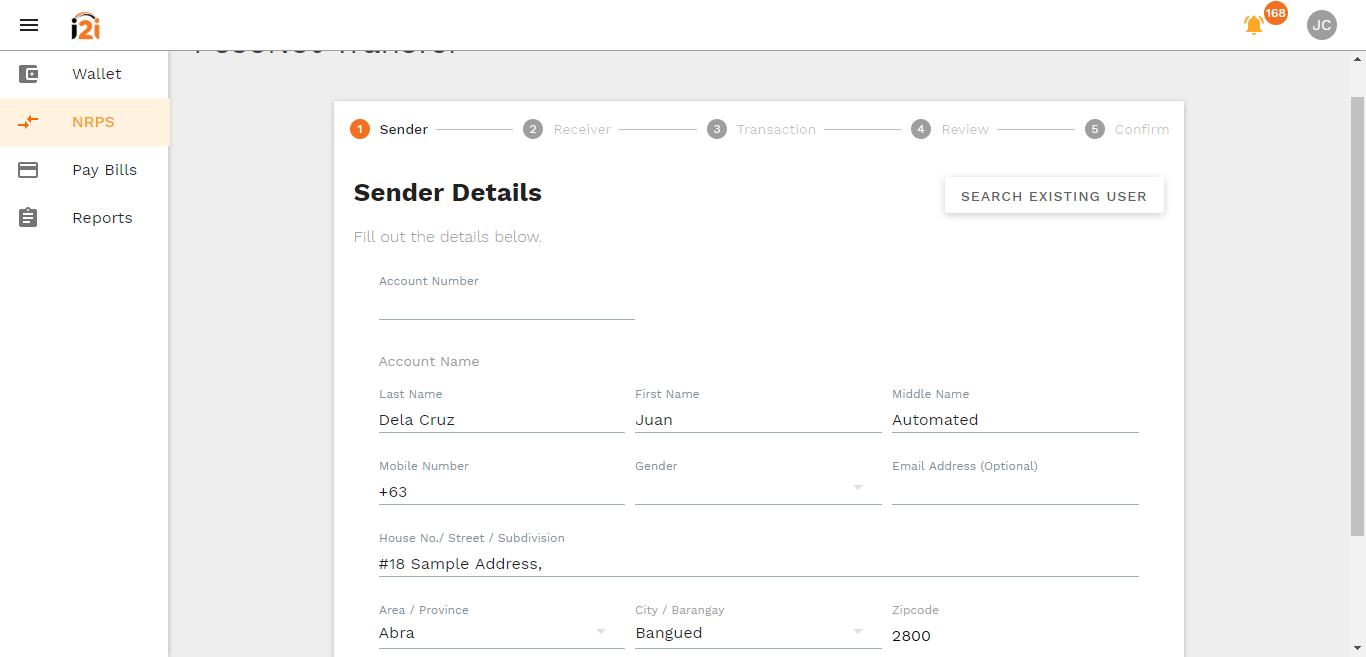 i2i
168
JC
PesoNet Transfer
Wallet
NRPS
Pay Bills
Reports
1 Sender 2 Receiver 3 Transaction 4 Review 5 Confirm
Sender Details
SEARCH EXISTING USER
Fill out the details below.
Account Number
Account Name
Last Name First Name Middle Name
Dela Cruz Juan Automated
Mobile Number Gender Email Address (Optional)
+63
House No./ Street / Subdivision
#18 Sample Address,
Area / Province City / Barangay Zipcode
Abra Bangued 2800